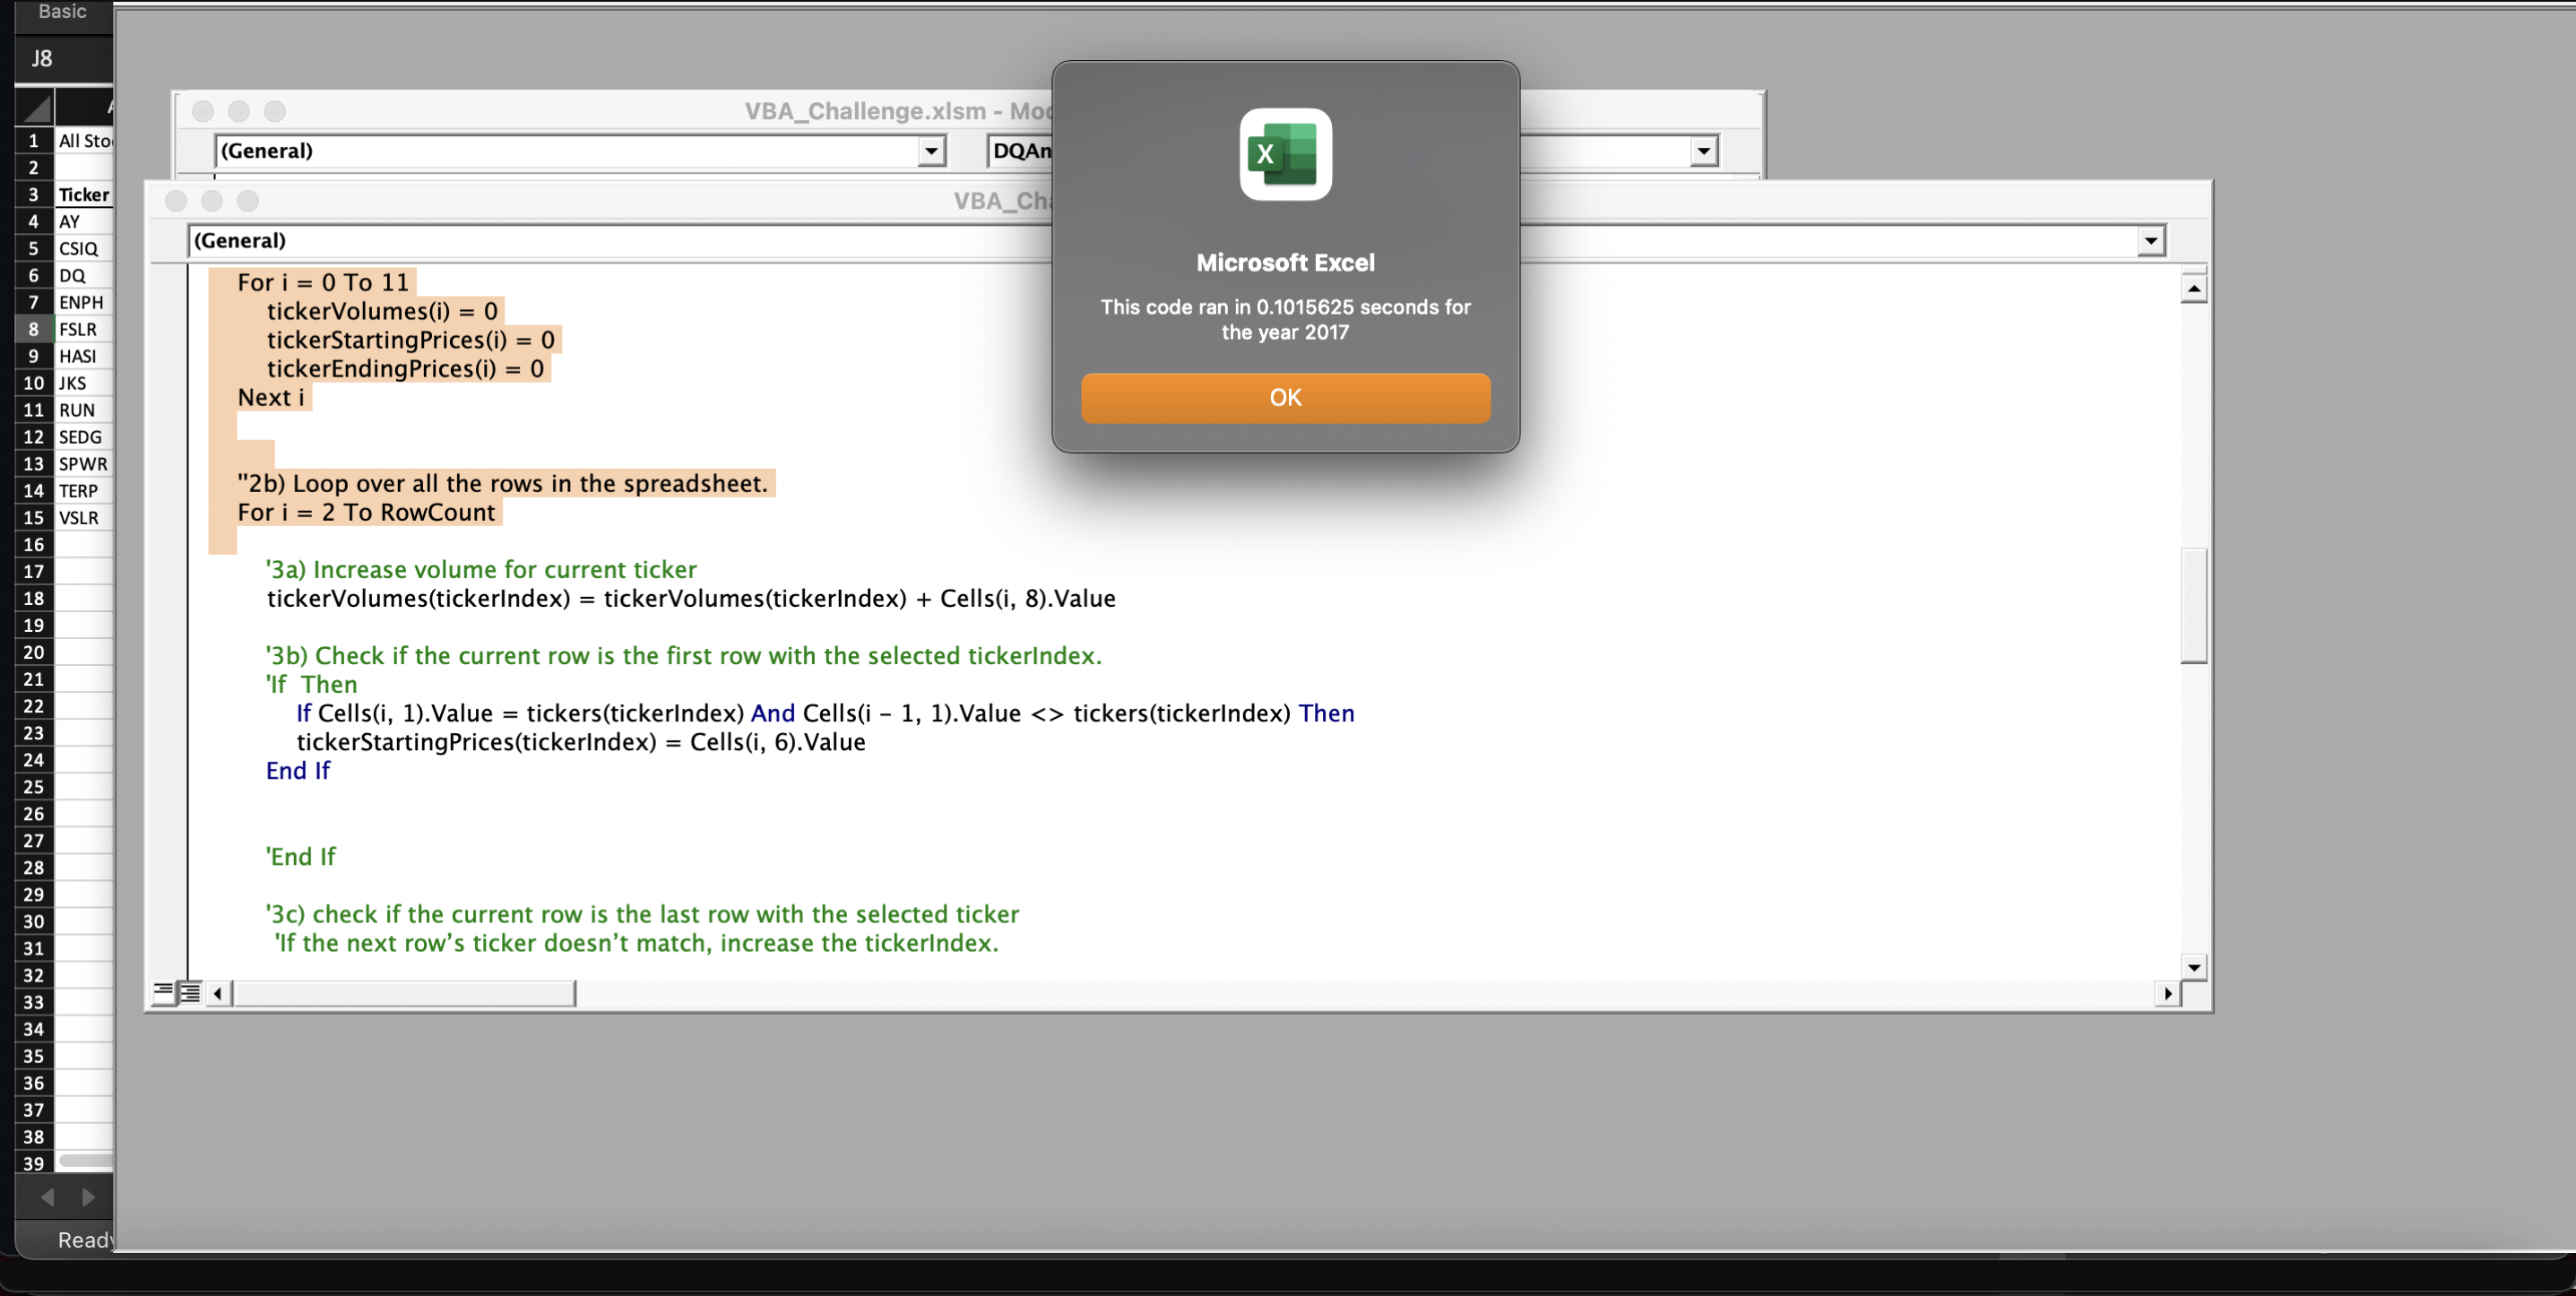 Basic
J8
1 All Sto
2
3 Ticker
4 AY
5 CSIQ
6 DQ
7 ENPH
8 FSLR
9 HASI
10 JKS
11 RUN
12 SEDG
13 SPWR
14 TERP
15 VSLR
16
17
18
19
20
21
22
23
24
25
26
27
28
29
30
31
32
33
34
35
36
37
38
39
Ready
VBA_Challenge.xlsm - Mod
(General)
DQAn
VBA_Cha
(General)
For i = 0 To 11
tickerVolumes(i) = 0
tickerStartingPrices(i) = 0
tickerEndingPrices(i) = 0
Next i
''2b) Loop over all the rows in the spreadsheet.
For i = 2 To RowCount
'3a) Increase volume for current ticker
tickerVolumes(tickerIndex) = tickerVolumes(tickerIndex) + Cells(i, 8).Value
'3b) Check if the current row is the first row with the selected tickerIndex.
'If  Then
If Cells(i, 1).Value = tickers(tickerIndex) And Cells(i - 1, 1).Value <> tickers(tickerIndex) Then
tickerStartingPrices(tickerIndex) = Cells(i, 6).Value
End If
'End If
'3c) check if the current row is the last row with the selected ticker
'If the next row’s ticker doesn’t match, increase the tickerIndex.
X
Microsoft Excel
This code ran in 0.1015625 seconds for
the year 2017
OK